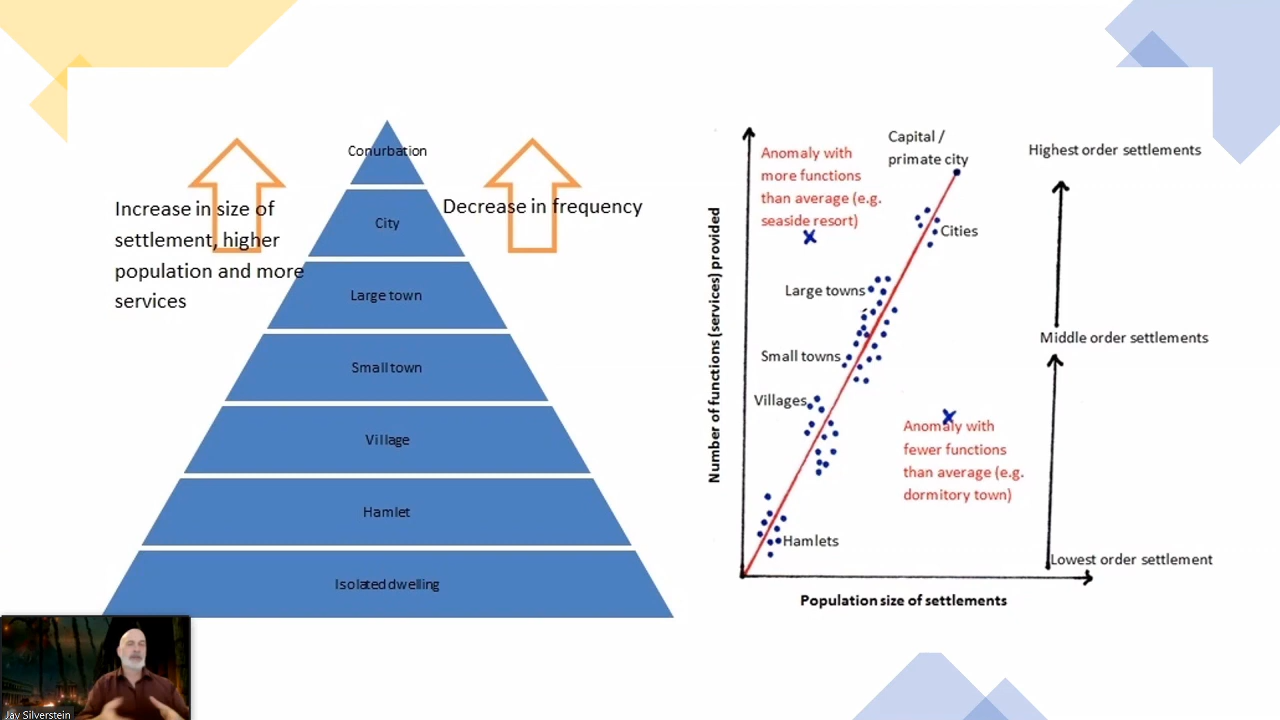 Conurbation
City
Large town
Small town
Village
Hamlet
Isolated dwelling
Increase in size of
settlement, higher
population and more
services
Decrease in frequency
Number of functions (services) provided
Anomaly with
more functions
than average (e.g.
seaside resort)
Capital /
primate city
Cities
Large towns
Small towns
Villages
Hamlets
Anomaly with
fewer functions
than average (e.g.
dormitory town)
Population size of settlements
Highest order settlements
Middle order settlements
Lowest order settlement
Jay Silverstein